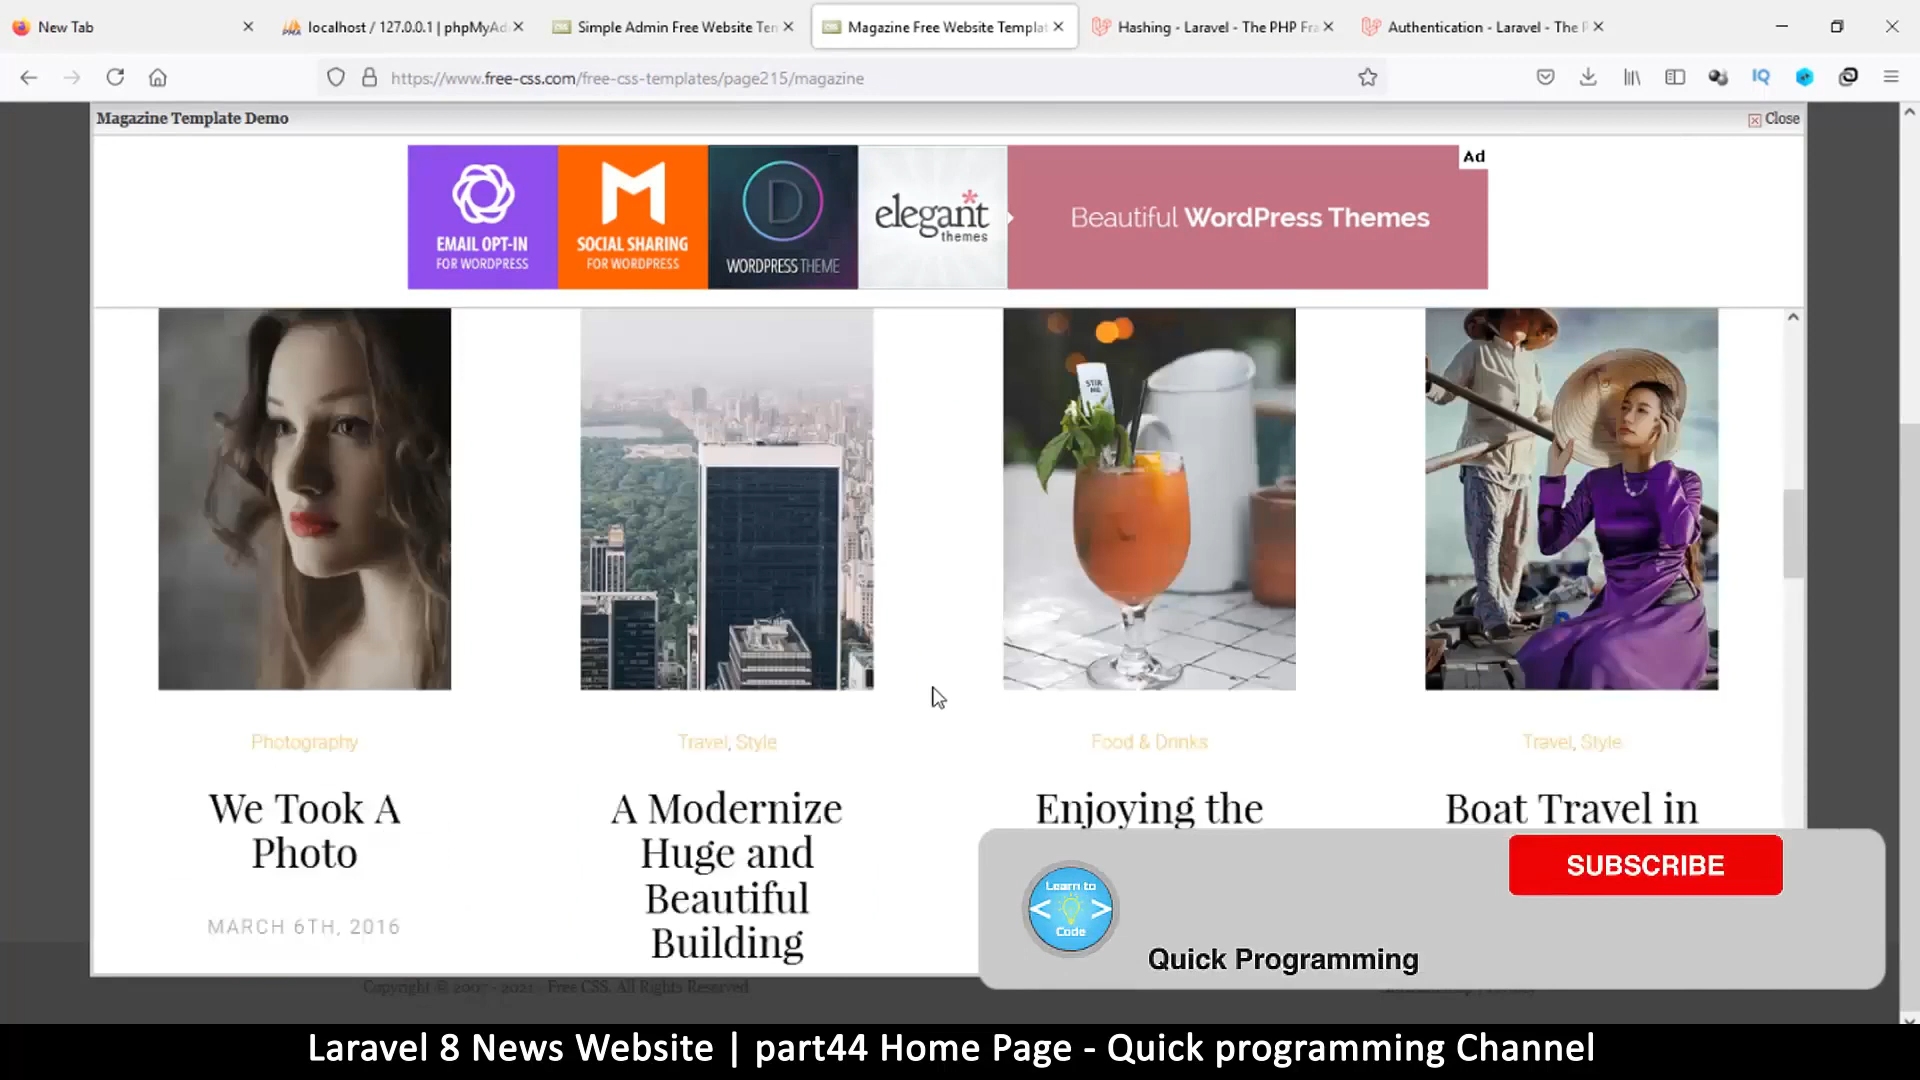 New Tab
localhost / 127.0.0.1 | phpMyAd
Simple Admin Free Website Ten
Magazine Free Website Templat
Hashing - Laravel - The PHP Fra
Authentication - Laravel - The P
https://www.free-css.com/free-css-templates/page215/magazine
IQ
Magazine Template Demo
Close
Ad
EMAIL OPT-IN
FOR WORDPRESS
SOCIAL SHARING
FOR WORDPRESS
D
WORDPRESS THEME
elegant
themes
Beautiful WordPress Themes
STIR
Photography
Travel, Style
Food & Drinks
Travel, Style
We Took A
Photo
MARCH 6TH, 2016
A Modernize
Huge and
Beautiful
Building
Enjoying the
Boat Travel in
SUBSCRIBE
Learn to
< >
Code
Quick Programming
Copyright © 2007 - 2021 - Free CSS. All Rights Reserved
Laravel 8 News Website | part44 Home Page - Quick programming Channel